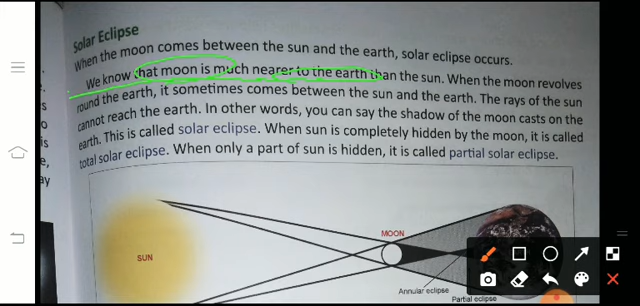 Solar Eclipse
When the moon comes between the sun and the earth, solar eclipse occurs.
We know that moon is much nearer to the earth than the sun. When the moon revolves
round the earth, it sometimes comes between the sun and the earth. The rays of the sun
cannot reach the earth. In other words, you can say the shadow of the moon casts on the
earth. This is called solar eclipse. When sun is completely hidden by the moon, it is called
total solar eclipse. When only a part of sun is hidden, it is called partial solar eclipse.
MOON
SUN
Annular eclipse
Partial eclipse